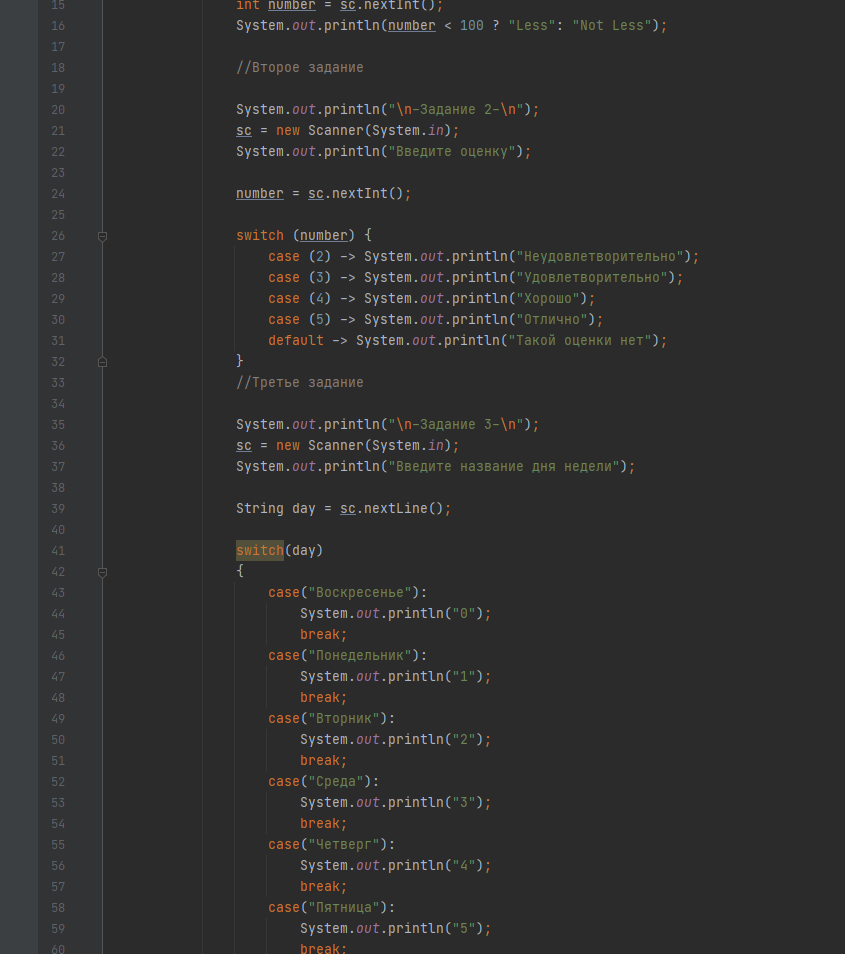 15 int number = sc.nextInt();
16 System.out.println(number < 100 ? "Less": "Not Less");
17
18 //Второе задание
19
20 System.out.println("\n-Задание 2-\n");
21 sc = new Scanner(System.in);
22 System.out.println("Введите оценку");
23
24 number = sc.nextInt();
25
26 switch (number) {
27 case (2) -> System.out.println("Неудовлетворительно");
28 case (3) -> System.out.println("Удовлетворительно");
29 case (4) -> System.out.println("Хорошо");
30 case (5) -> System.out.println("Отлично");
31 default -> System.out.println("Такой оценки нет");
32 }
33 //Третье задание
34
35 System.out.println("\n-Задание 3-\n");
36 sc = new Scanner(System.in);
37 System.out.println("Введите название дня недели");
38
39 String day = sc.nextLine();
40
41 switch(day)
42 {
43 case("Воскресенье"):
44 System.out.println("0");
45 break;
46 case("Понедельник"):
47 System.out.println("1");
48 break;
49 case("Вторник"):
50 System.out.println("2");
51 break;
52 case("Среда"):
53 System.out.println("3");
54 break;
55 case("Четверг"):
56 System.out.println("4");
57 break;
58 case("Пятница"):
59 System.out.println("5");
60 break;